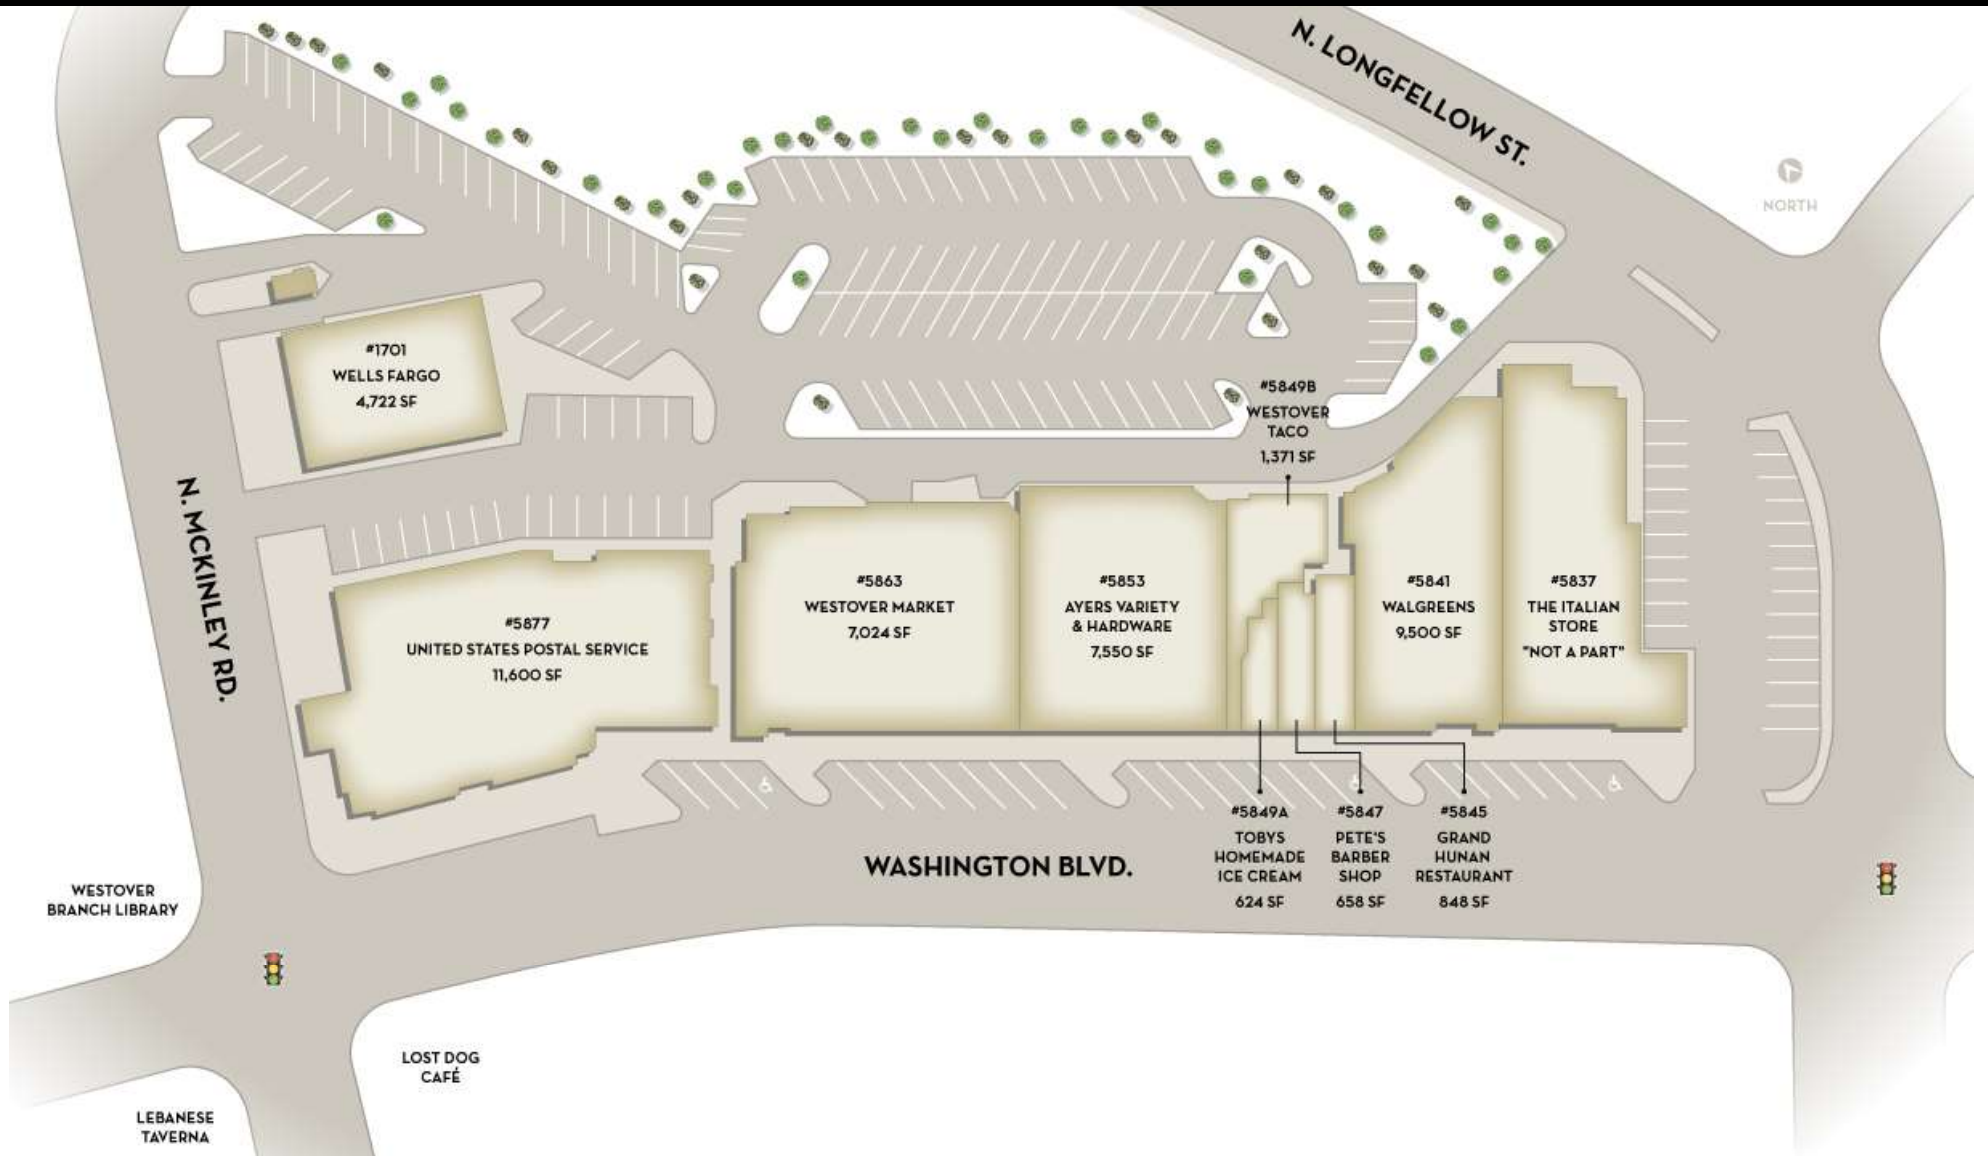 N. LONGFELLOW ST.
NORTH
#1701
WELLS FARGO
4,722 SF
#5849B
WESTOVER
TACO
1,371 SF
N. MCKINLEY RD.
#5877
UNITED STATES POSTAL SERVICE
11,600 SF
#5863
WESTOVER MARKET
7,024 SF
#5853
AYERS VARIETY
& HARDWARE
7,550 SF
#5841
WALGREENS
9,500 SF
#5837
THE ITALIAN
STORE
"NOT A PART"
#5849A
TOBYS
HOMEMADE
ICE CREAM
624 SF
#5847
PETE'S
BARBER
SHOP
658 SF
#5845
GRAND
HUNAN
RESTAURANT
848 SF
WASHINGTON BLVD.
WESTOVER
BRANCH LIBRARY
LOST DOG
CAFÉ
LEBANESE
TAVERNA